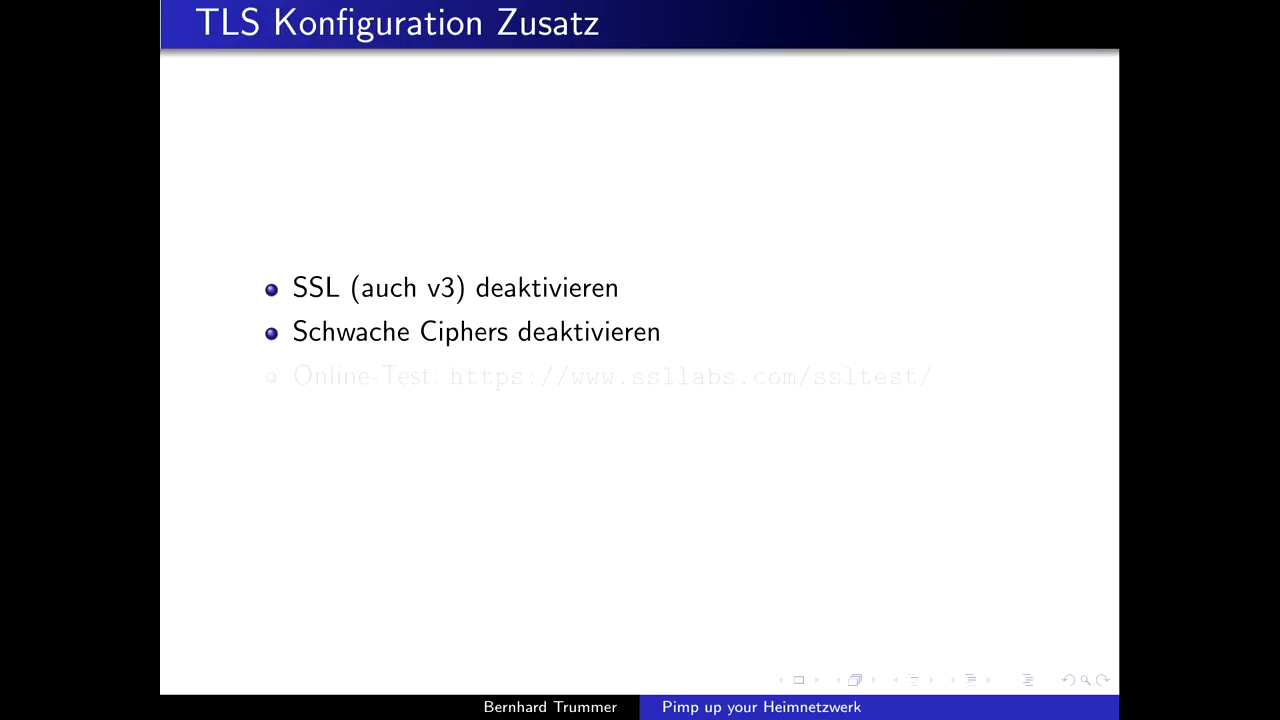 TLS Konfiguration Zusatz
SSL (auch v3) deaktivieren
Schwache Ciphers deaktivieren
Online-Test: https://www.ssllabs.com/ssltest/
Bernhard Trummer
Pimp up your Heimnetzwerk